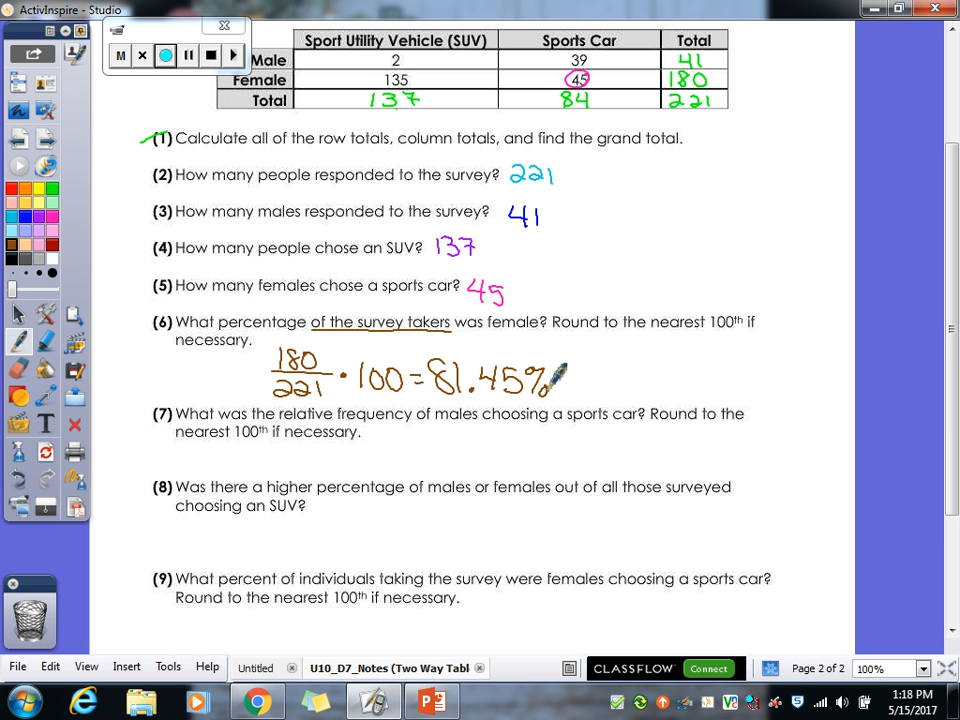 ActivInspire - Studio
M
Sport Utility Vehicle (SUV) Sports Car Total
Male 2 39 41
Female 135 45 180
Total 137 84 221
(1) Calculate all of the row totals, column totals, and find the grand total.
(2) How many people responded to the survey? 221
(3) How many males responded to the survey? 41
(4) How many people chose an SUV? 137
(5) How many females chose a sports car? 45
(6) What percentage of the survey takers was female? Round to the nearest 100th if
necessary.
180
221 · 100 = 81.45%
(7) What was the relative frequency of males choosing a sports car? Round to the
nearest 100th if necessary.
(8) Was there a higher percentage of males or females out of all those surveyed
choosing an SUV?
(9) What percent of individuals taking the survey were females choosing a sports car?
Round to the nearest 100th if necessary.
File Edit View Insert Tools Help Untitled U10_D7_Notes (Two Way Tabl CLASSFLOW Connect Page 2 of 2 100%
1:18 PM
5/15/2017